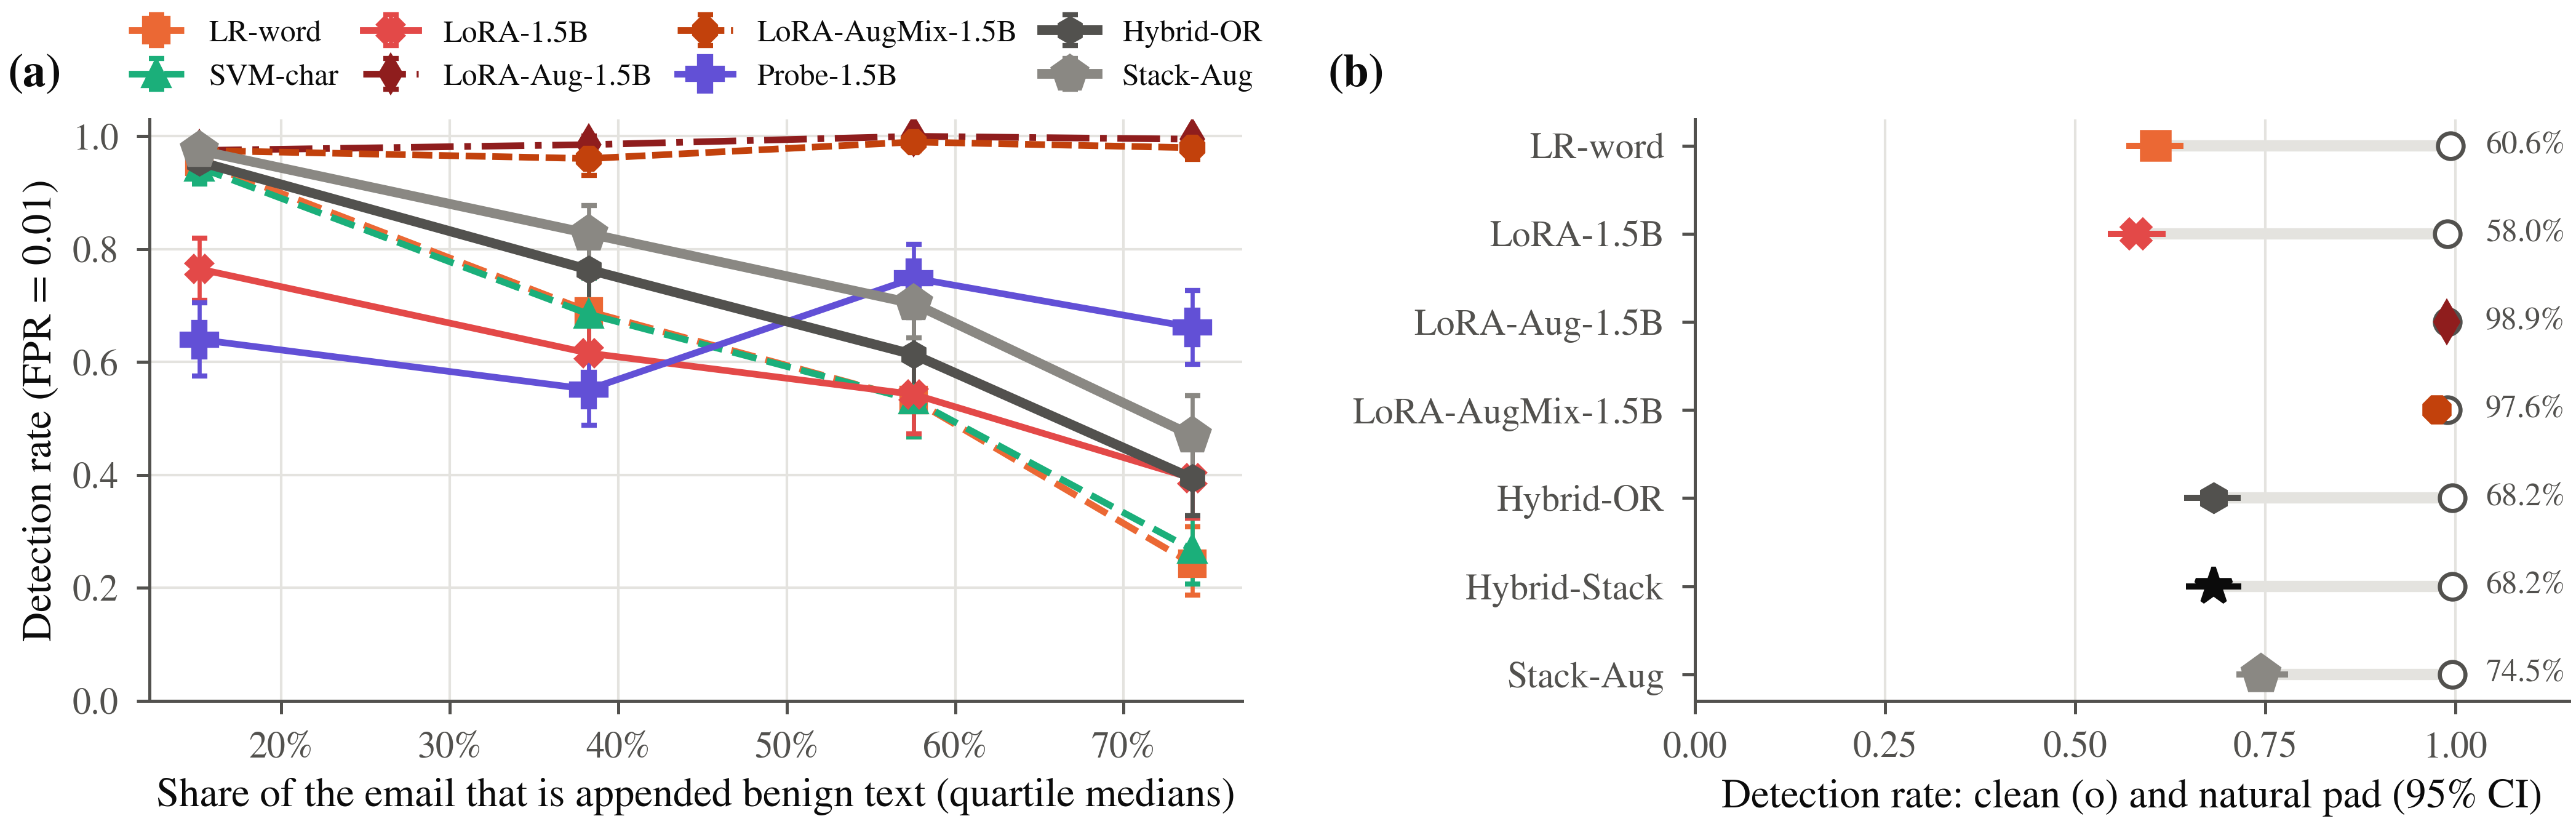 (a)
LR-word
LoRA-1.5B
LoRA-AugMix-1.5B
Hybrid-OR
SVM-char
LoRA-Aug-1.5B
Probe-1.5B
Stack-Aug
Detection rate (FPR = 0.01)
1.0
0.8
0.6
0.4
0.2
0.0
20%
30%
40%
50%
60%
70%
Share of the email that is appended benign text (quartile medians)
(b)
LR-word
60.6%
LoRA-1.5B
58.0%
LoRA-Aug-1.5B
98.9%
LoRA-AugMix-1.5B
97.6%
Hybrid-OR
68.2%
Hybrid-Stack
68.2%
Stack-Aug
74.5%
0.00
0.25
0.50
0.75
1.00
Detection rate: clean (o) and natural pad (95% CI)